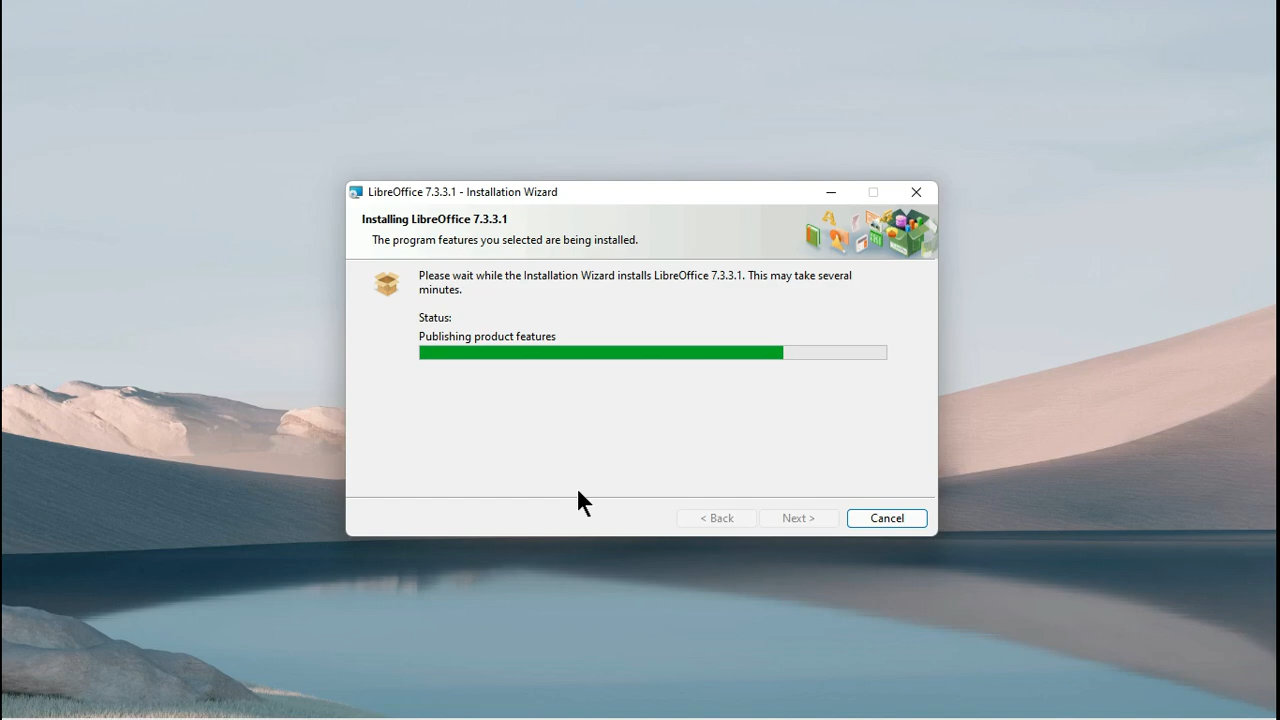 LibreOffice 7.3.3.1 - Installation Wizard
Installing LibreOffice 7.3.3.1
The program features you selected are being installed.
Please wait while the Installation Wizard installs LibreOffice 7.3.3.1. This may take several
minutes.
Status:
Publishing product features
< Back
Next >
Cancel